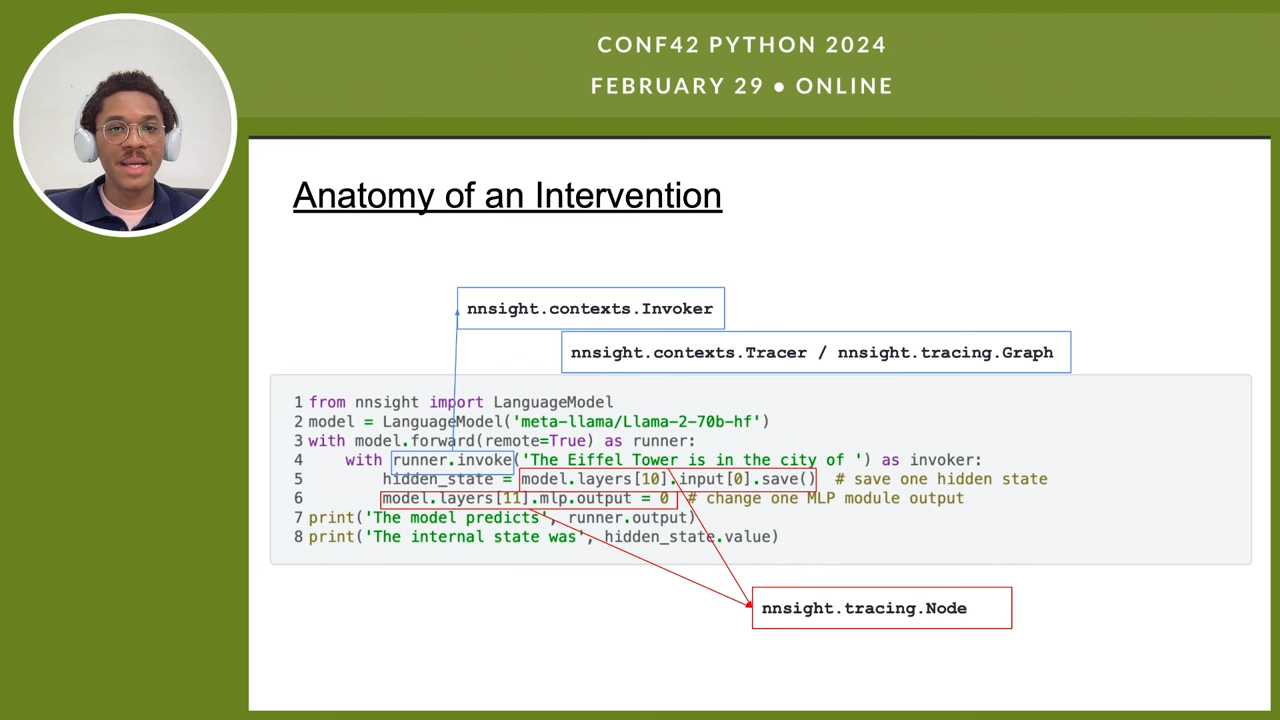 CONF42 PYTHON 2024
FEBRUARY 29 ● ONLINE
Anatomy of an Intervention
nnsight.contexts.Invoker
nnsight.contexts.Tracer / nnsight.tracing.Graph
1 from nnsight import LanguageModel
2 model = LanguageModel('meta-llama/Llama-2-70b-hf')
3 with model.forward(remote=True) as runner:
4     with runner.invoke('The Eiffel Tower is in the city of ') as invoker:
5         hidden_state = model.layers[10].input[0].save()  # save one hidden state
6         model.layers[11].mlp.output = 0  # change one MLP module output
7 print('The model predicts', runner.output)
8 print('The internal state was', hidden_state.value)
nnsight.tracing.Node